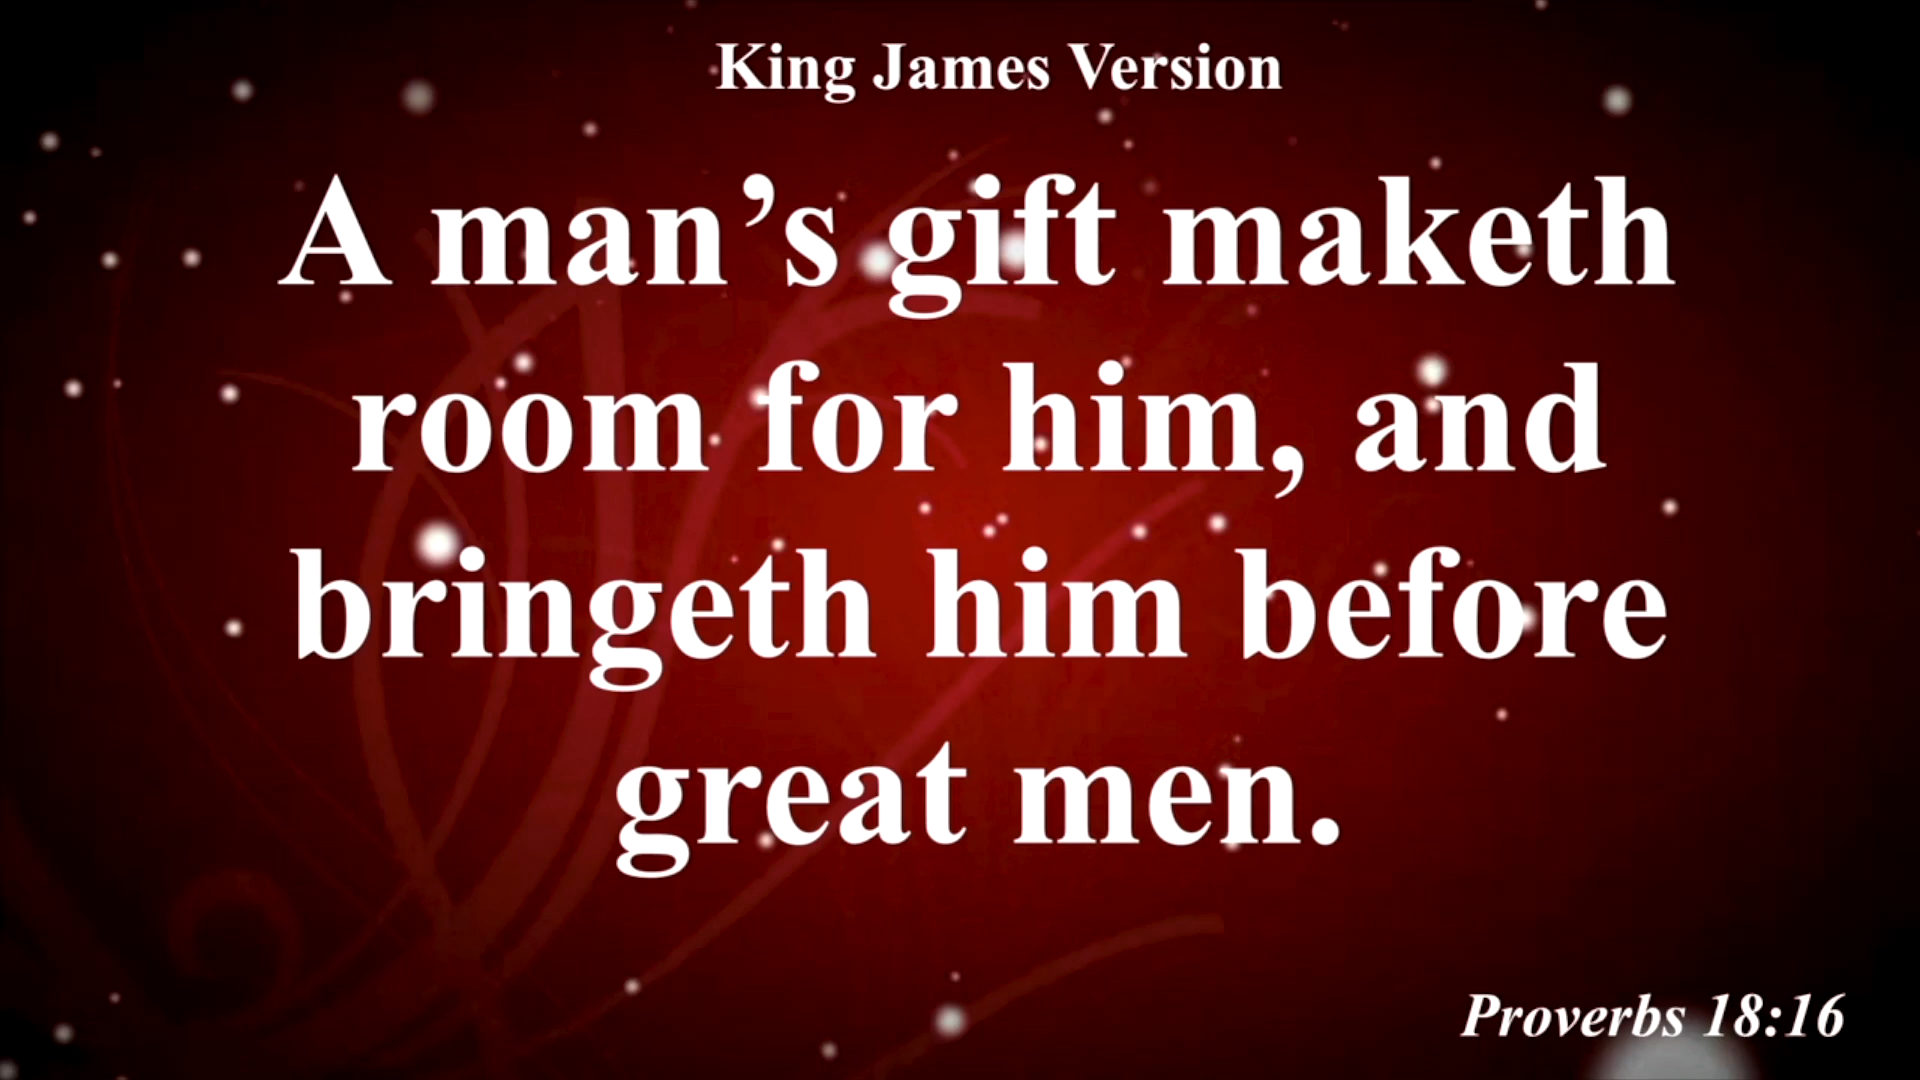 King James Version
A man’s gift maketh
room for him, and
bringeth him before
great men.
Proverbs 18:16